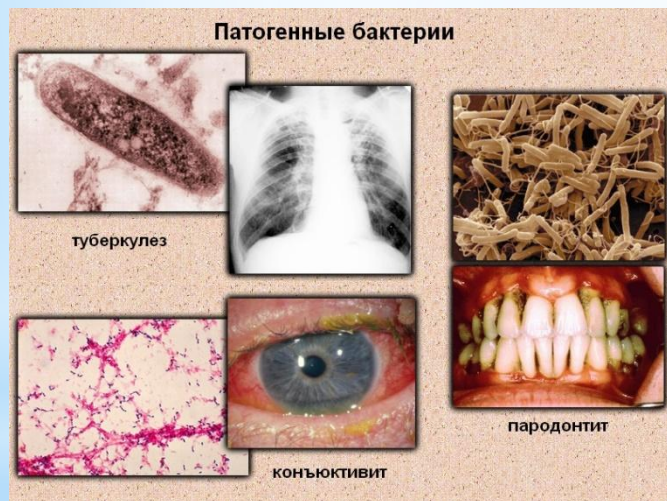 Патогенные бактерии
туберкулез
пародонтит
конъюктивит